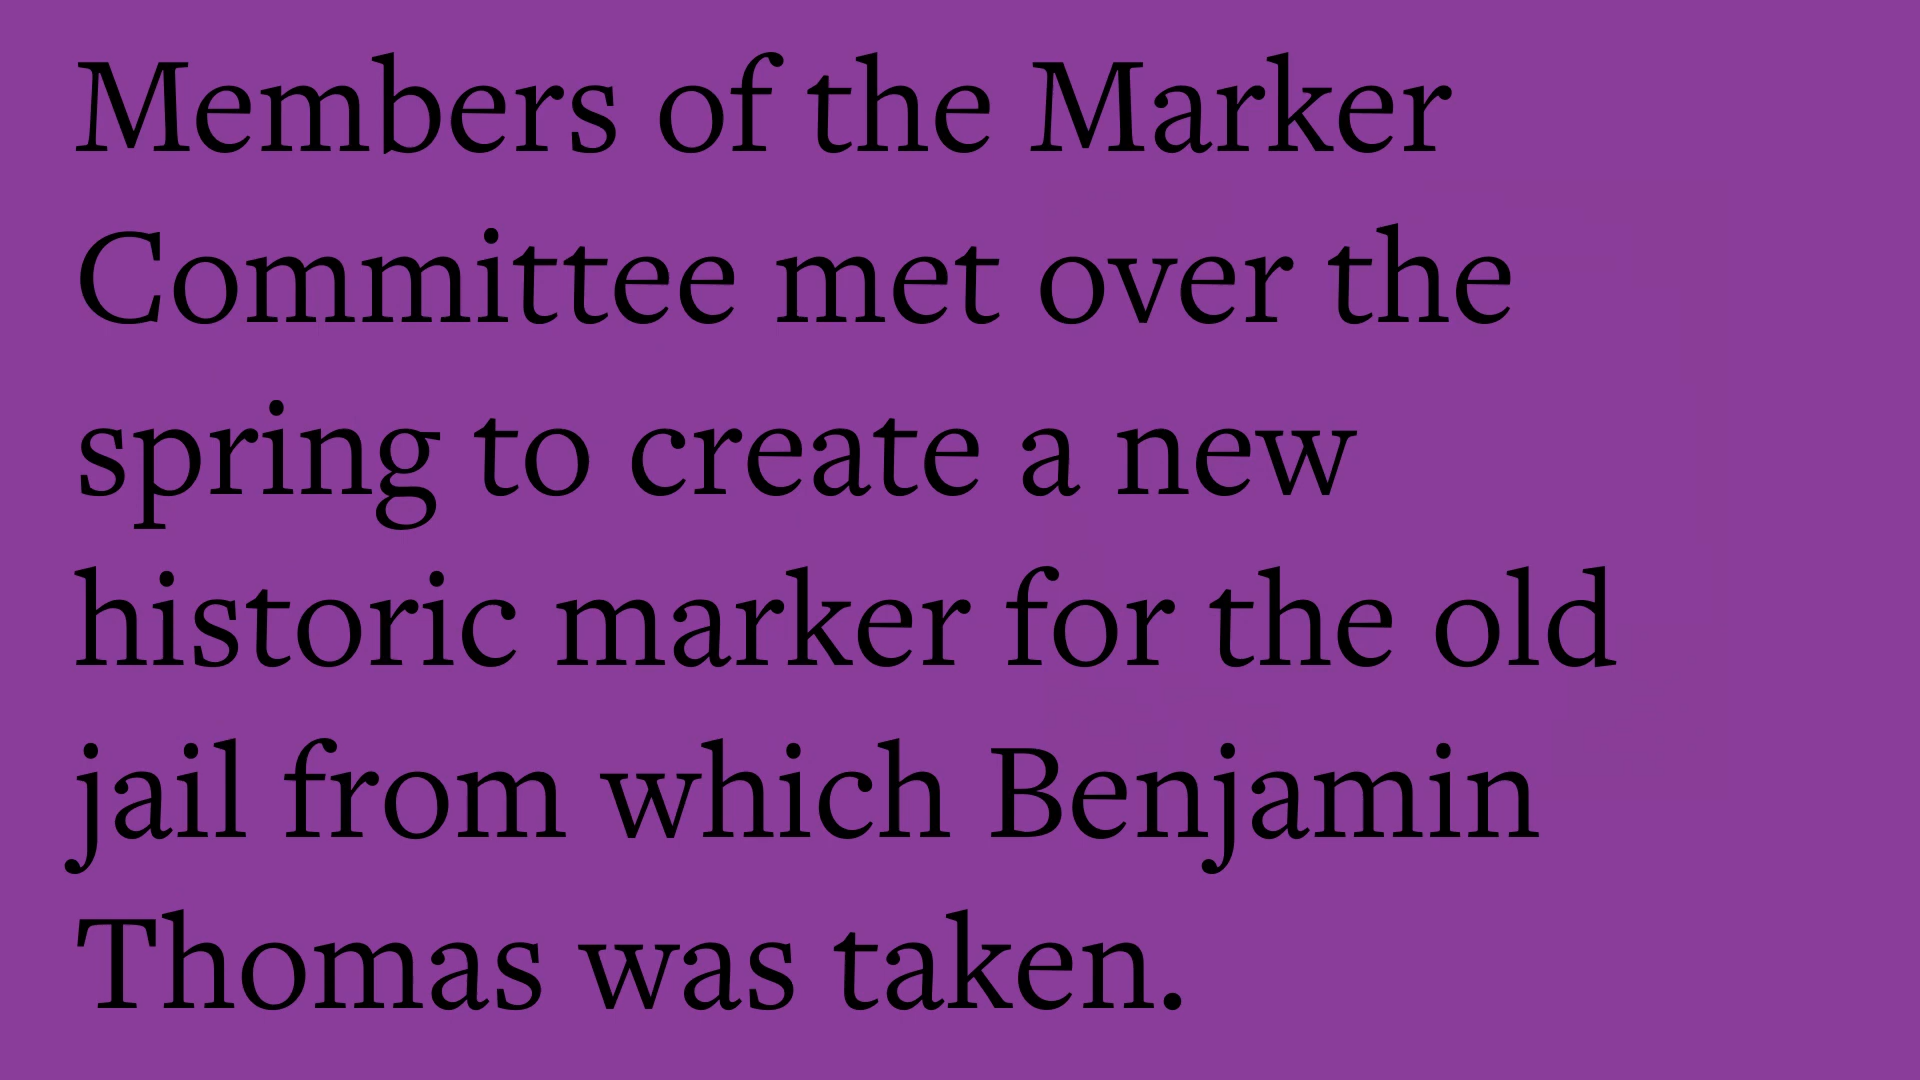 Members of the Marker
Committee met over the
spring to create a new
historic marker for the old
jail from which Benjamin
Thomas was taken.